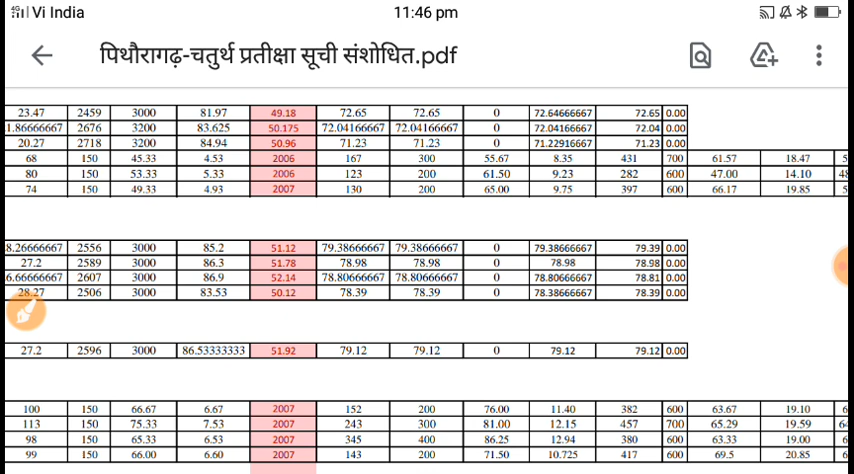 4G Vi India 11:46 pm
पिथौरागढ़-चतुर्थ प्रतीक्षा सूची संशोधित.pdf
23.47 2459 3000 81.97 49.18 72.65 72.65 0 72.64666667 72.65 0.00
1.86666667 2676 3200 83.625 50.175 72.04166667 72.04166667 0 72.04166667 72.04 0.00
20.27 2718 3200 84.94 50.96 71.23 71.23 0 71.22916667 71.23 0.00
68 150 45.33 4.53 2006 167 300 55.67 8.35 431 700 61.57 18.47 5
80 150 53.33 5.33 2006 123 200 61.50 9.23 282 600 47.00 14.10 48
74 150 49.33 4.93 2007 130 200 65.00 9.75 397 600 66.17 19.85 5
8.26666667 2556 3000 85.2 51.12 79.38666667 79.38666667 0 79.38666667 79.39 0.00
27.2 2589 3000 86.3 51.78 78.98 78.98 0 78.98 78.98 0.00
6.66666667 2607 3000 86.9 52.14 78.80666667 78.80666667 0 78.80666667 78.81 0.00
28.27 2506 3000 83.53 50.12 78.39 78.39 0 78.38666667 78.39 0.00
27.2 2596 3000 86.53333333 51.92 79.12 79.12 0 79.12 79.12 0.00
100 150 66.67 6.67 2007 152 200 76.00 11.40 382 600 63.67 19.10 6
113 150 75.33 7.53 2007 243 300 81.00 12.15 457 700 65.29 19.59 64
98 150 65.33 6.53 2007 345 400 86.25 12.94 380 600 63.33 19.00 6
99 150 66.00 6.60 2007 143 200 71.50 10.725 417 600 69.5 20.85 6